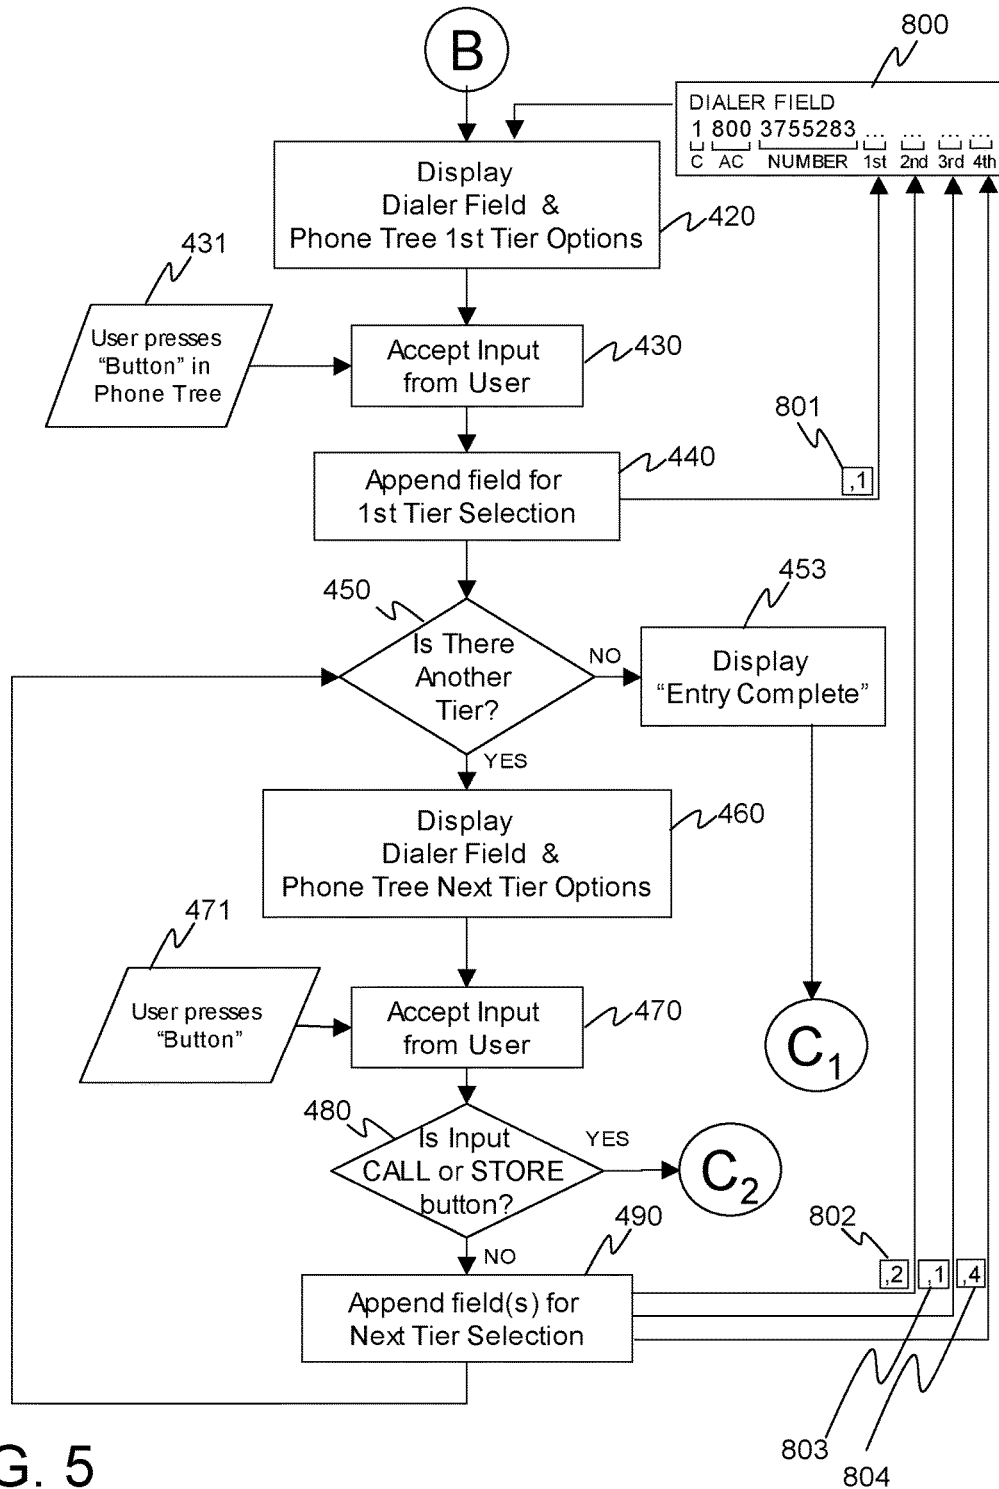 B
800
DIALER FIELD
1 800 3755283 ... ... ... ...
C AC NUMBER 1st 2nd 3rd 4th
Display
Dialer Field &
Phone Tree 1st Tier Options
420
431
User presses
“Button” in
Phone Tree
Accept Input
from User
430
801
,1
Append field for
1st Tier Selection
440
450
Is There
Another
Tier?
NO
YES
453
Display
“Entry Complete”
Display
Dialer Field &
Phone Tree Next Tier Options
460
471
User presses
“Button”
Accept Input
from User
470
C1
480
Is Input
CALL or STORE
button?
YES
C2
NO
490
802
,2 ,1 ,4
Append field(s) for
Next Tier Selection
803
804
G. 5